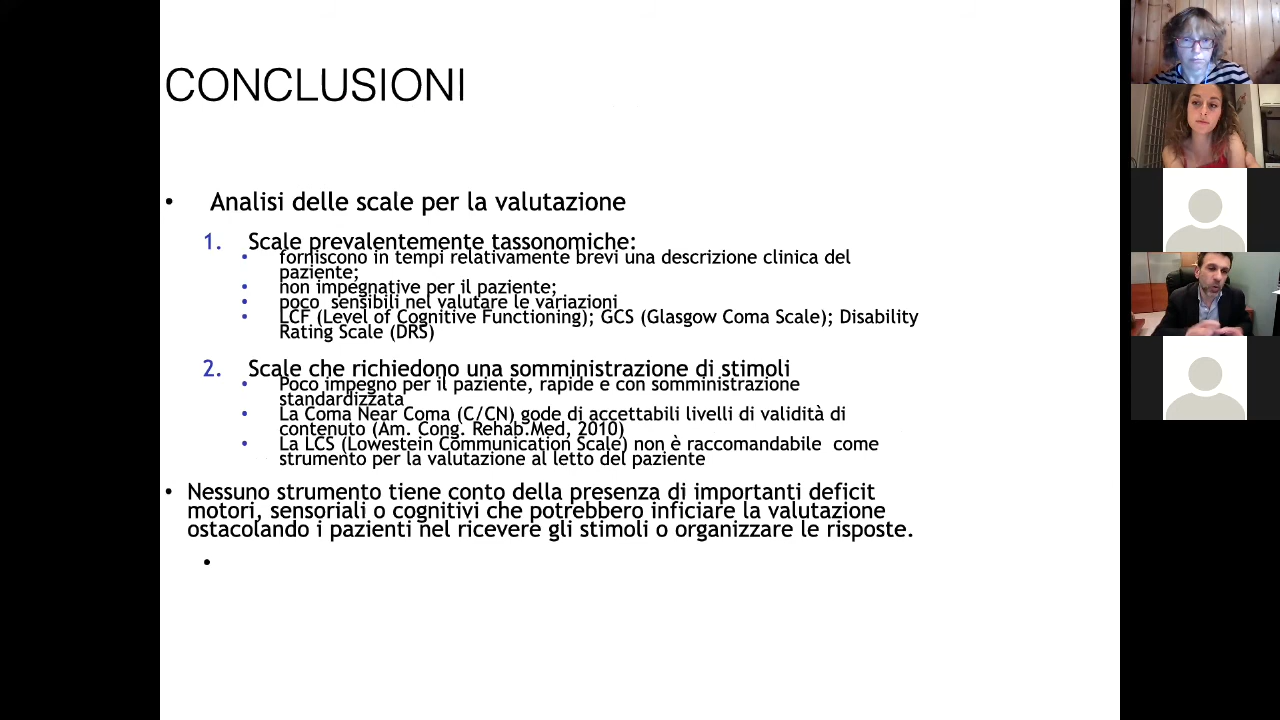 CONCLUSIONI
• Analisi delle scale per la valutazione
1. Scale prevalentemente tassonomiche:
• forniscono in tempi relativamente brevi una descrizione clinica del
paziente;
• non impegnative per il paziente;
• poco sensibili nel valutare le variazioni
• LCF (Level of Cognitive Functioning); GCS (Glasgow Coma Scale); Disability
Rating Scale (DRS)
2. Scale che richiedono una somministrazione di stimoli
• Poco impegno per il paziente, rapide e con somministrazione
standardizzata
• La Coma Near Coma (C/CN) gode di accettabili livelli di validità di
contenuto (Am. Cong. Rehab.Med, 2010)
• La LCS (Lowestein Communication Scale) non è raccomandabile come
strumento per la valutazione al letto del paziente
• Nessuno strumento tiene conto della presenza di importanti deficit
motori, sensoriali o cognitivi che potrebbero inficiare la valutazione
ostacolando i pazienti nel ricevere gli stimoli o organizzare le risposte.
•